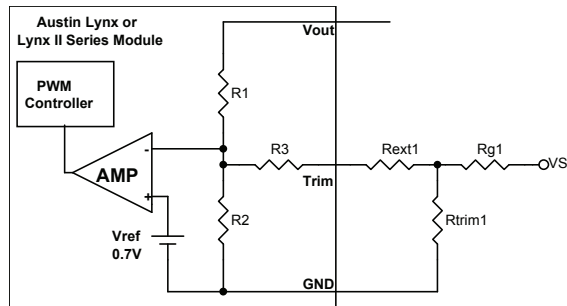 Austin Lynx or
Lynx II Series Module
Vout
PWM
Controller
R1
-
R3
Rext1
Rg1
VS
AMP
Trim
+
R2
Rtrim1
Vref
0.7V
GND